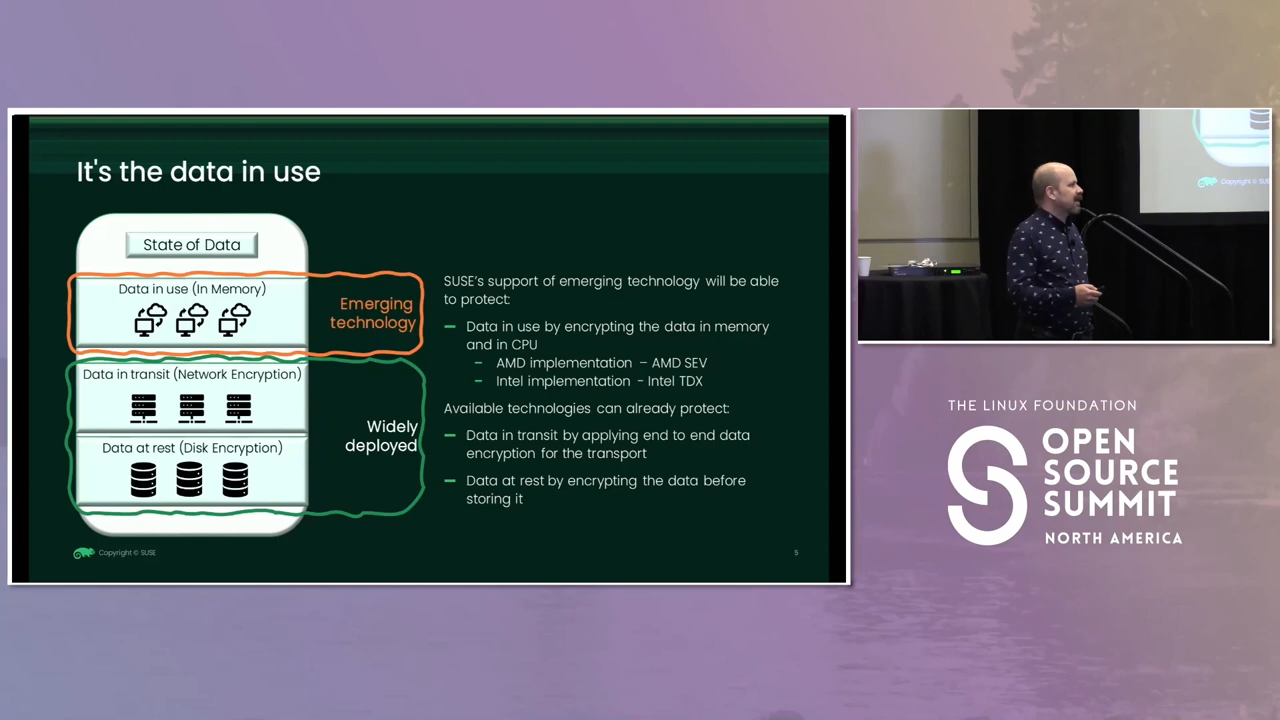 It's the data in use
State of Data
Data in use (In Memory)
Emerging
technology
Data in transit (Network Encryption)
Data at rest (Disk Encryption)
Widely
deployed
SUSE's support of emerging technology will be able
to protect:
– Data in use by encrypting the data in memory
and in CPU
– AMD implementation – AMD SEV
– Intel implementation - Intel TDX
Available technologies can already protect:
– Data in transit by applying end to end data
encryption for the transport
– Data at rest by encrypting the data before
storing it
Copyright © SUSE
5
Copyright © SUSE
THE LINUX FOUNDATION
OPEN
SOURCE
SUMMIT
NORTH AMERICA